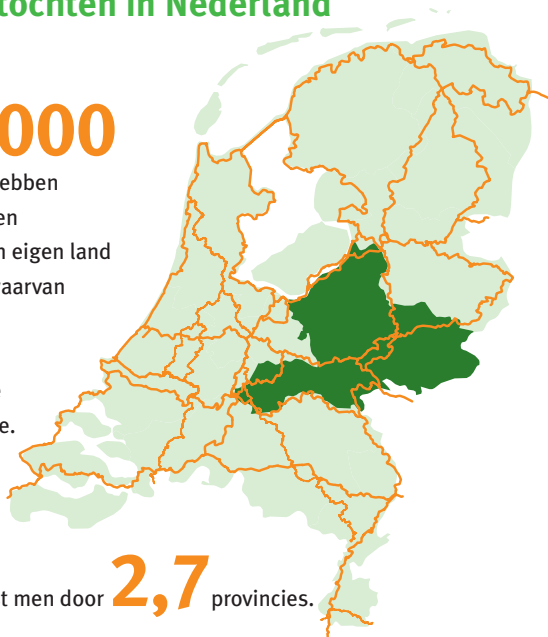 tochten in Nederland
000
ebben
en
n eigen land
aarvan
e.
t men door 2,7 provincies.